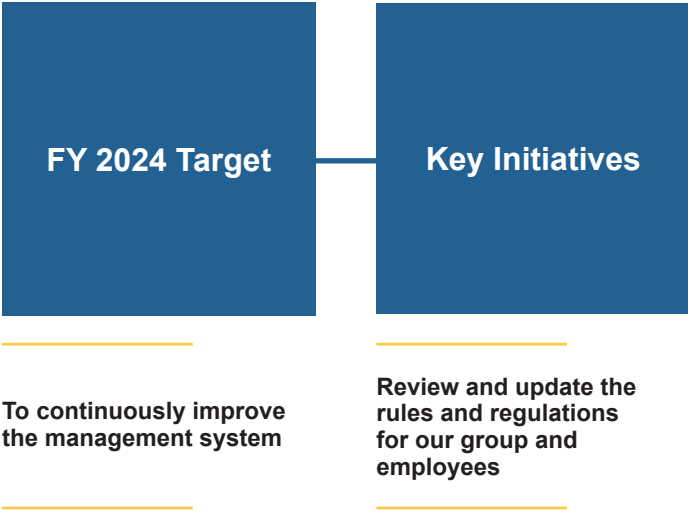 FY 2024 Target
Key Initiatives
To continuously improve
the management system
Review and update the
rules and regulations
for our group and
employees